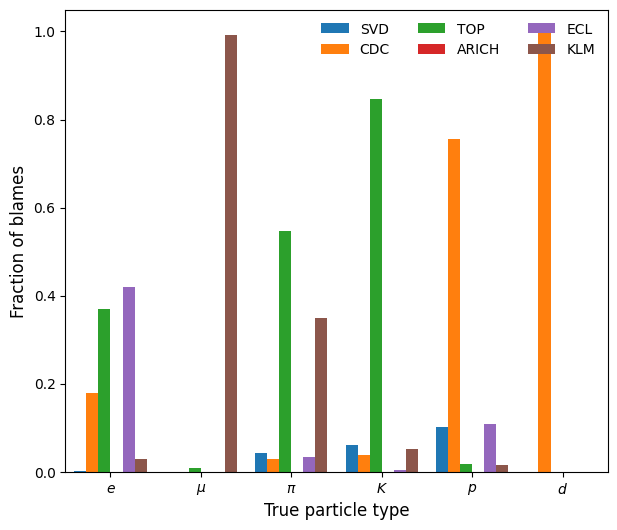 Fraction of blames
1.0
0.8
0.6
0.4
0.2
0.0
SVD TOP ECL
CDC ARICH KLM
e μ π K p d
True particle type